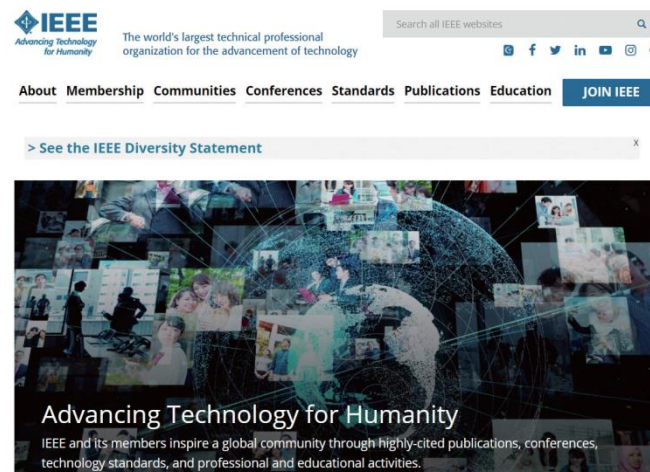 IEEE
Advancing Technology
for Humanity
The world's largest technical professional
organization for the advancement of technology
Search all IEEE websites
About Membership Communities Conferences Standards Publications Education JOIN IEEE
> See the IEEE Diversity Statement
x
Advancing Technology for Humanity
IEEE and its members inspire a global community through highly-cited publications, conferences,
technology standards, and professional and educational activities.